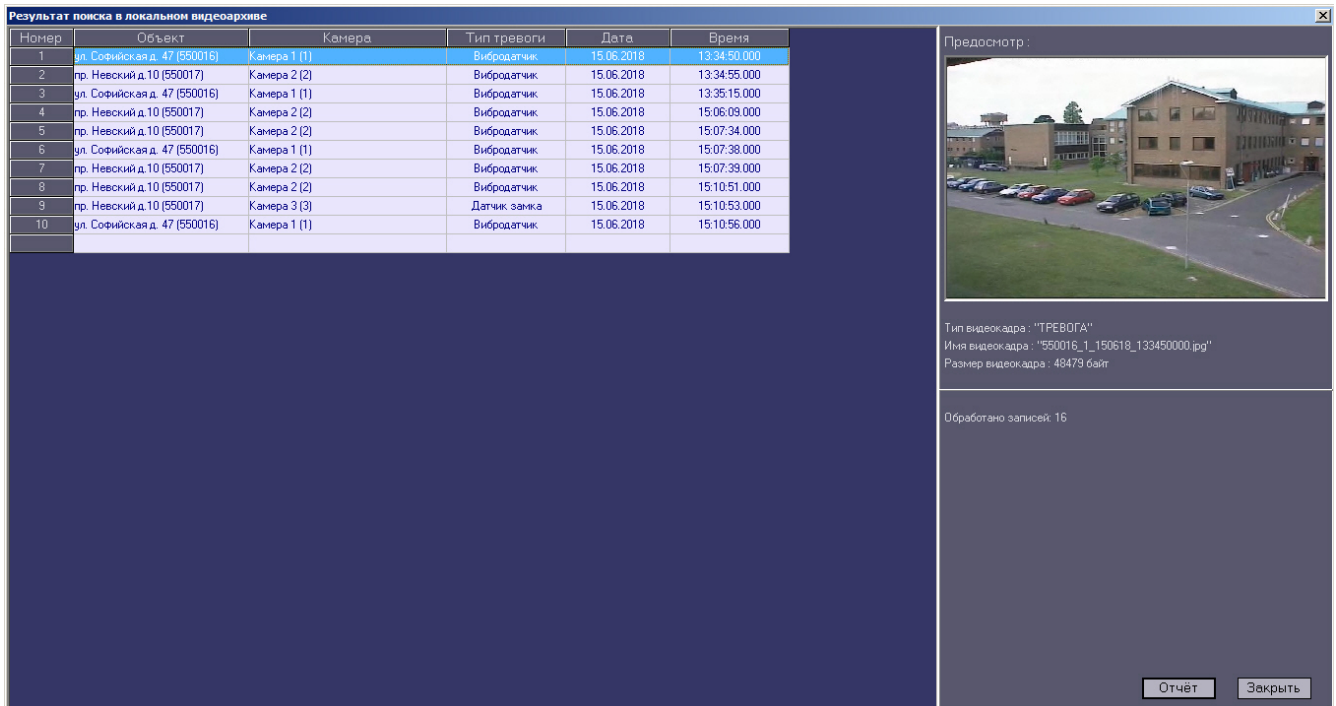 Результат поиска в локальном видеоархиве
Номер Объект Камера Тип тревоги Дата Время
1 ул. Софийская д. 47 (550016) Камера 1 (1) Вибродатчик 15.06.2018 13:34:50.000
2 пр. Невский д.10 (550017) Камера 2 (2) Вибродатчик 15.06.2018 13:34:55.000
3 ул. Софийская д. 47 (550016) Камера 1 (1) Вибродатчик 15.06.2018 13:35:15.000
4 пр. Невский д.10 (550017) Камера 2 (2) Вибродатчик 15.06.2018 15:06:09.000
5 пр. Невский д.10 (550017) Камера 2 (2) Вибродатчик 15.06.2018 15:07:34.000
6 ул. Софийская д. 47 (550016) Камера 1 (1) Вибродатчик 15.06.2018 15:07:38.000
7 пр. Невский д.10 (550017) Камера 2 (2) Вибродатчик 15.06.2018 15:07:39.000
8 пр. Невский д.10 (550017) Камера 2 (2) Вибродатчик 15.06.2018 15:10:51.000
9 пр. Невский д.10 (550017) Камера 3 (3) Датчик замка 15.06.2018 15:10:53.000
10 ул. Софийская д. 47 (550016) Камера 1 (1) Вибродатчик 15.06.2018 15:10:56.000
Предосмотр :
Тип видеокадра : "ТРЕВОГА"
Имя видеокадра : "550016_1_150618_133450000.jpg"
Размер видеокадра : 48479 байт
Обработано записей: 16
Отчёт Закрыть